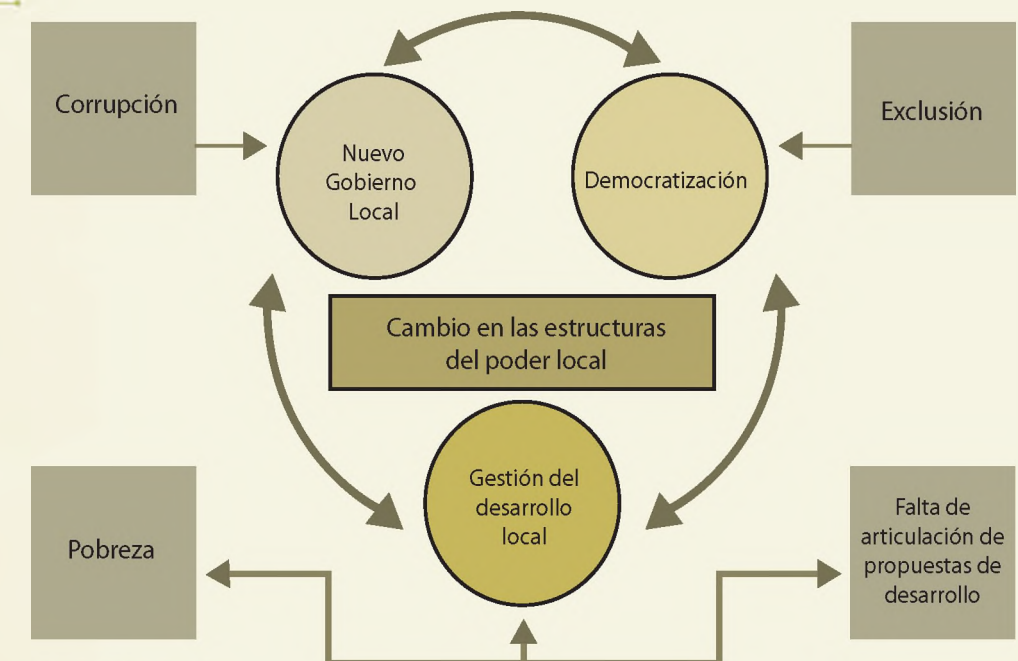 Corrupción
Exclusión
Nuevo
Gobierno
Local
Democratización
Cambio en las estructuras
del poder local
Gestión del
desarrollo
local
Pobreza
Falta de
articulación de
propuestas de
desarrollo